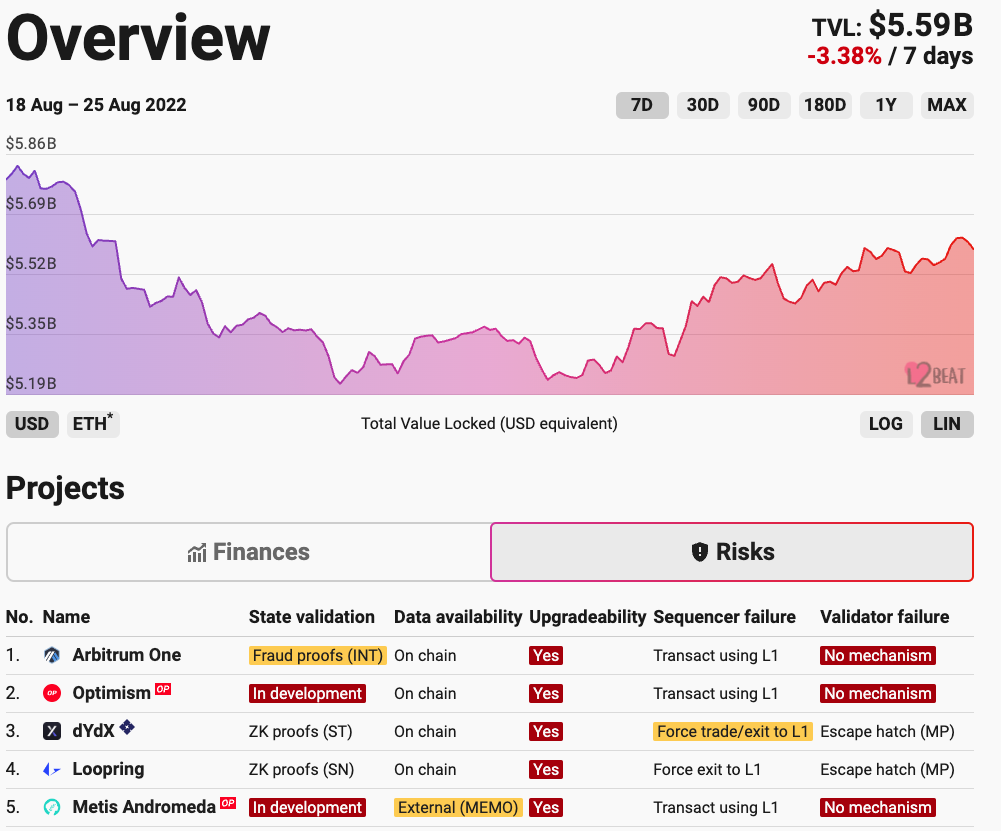 Overview
TVL: $5.59B
-3.38% / 7 days
18 Aug – 25 Aug 2022
7D 30D 90D 180D 1Y MAX
$5.86B
$5.69B
$5.52B
$5.35B
$5.19B
L2BEAT
USD ETH* Total Value Locked (USD equivalent) LOG LIN
Projects
Finances Risks
No. Name State validation Data availability Upgradeability Sequencer failure Validator failure
1. Arbitrum One Fraud proofs (INT) On chain Yes Transact using L1 No mechanism
2. OP Optimism OP In development On chain Yes Transact using L1 No mechanism
3. dYdX ZK proofs (ST) On chain Yes Force trade/exit to L1 Escape hatch (MP)
4. Loopring ZK proofs (SN) On chain Yes Force exit to L1 Escape hatch (MP)
5. Metis Andromeda OP In development External (MEMO) Yes Transact using L1 No mechanism